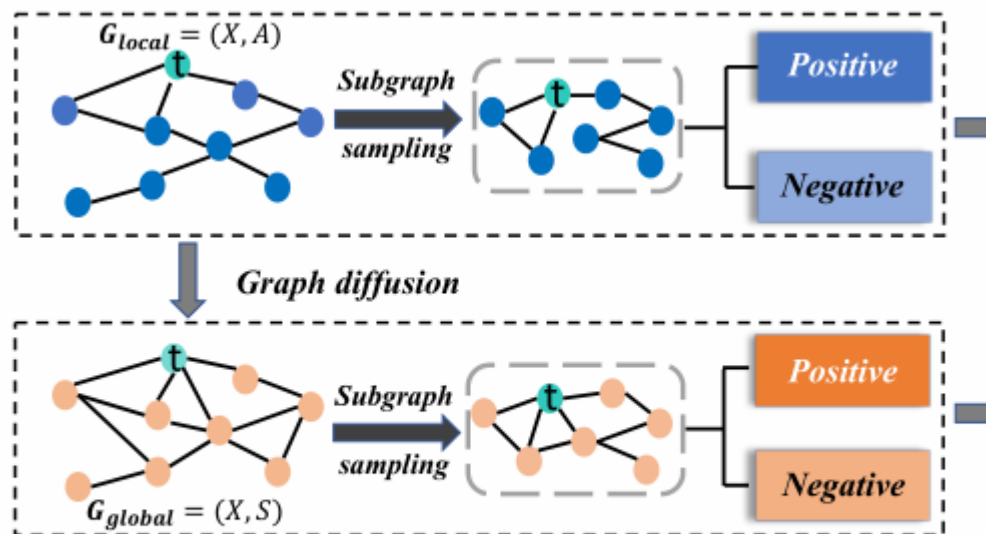 G_local = (X, A)
t
Subgraph
sampling
t
Positive
Negative
Graph diffusion
t
Subgraph
sampling
t
Positive
Negative
G_global = (X, S)